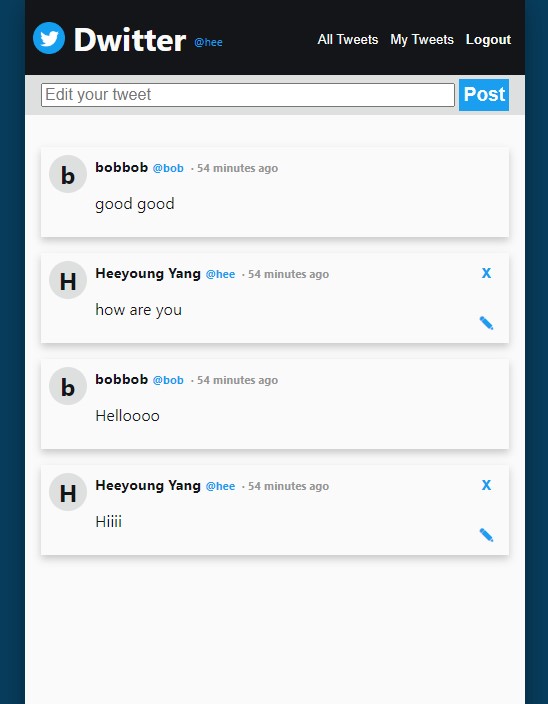 Dwitter @hee All Tweets My Tweets Logout
Edit your tweet Post
b bobbob @bob · 54 minutes ago
good good
H Heeyoung Yang @hee · 54 minutes ago X
how are you
b bobbob @bob · 54 minutes ago
Helloooo
H Heeyoung Yang @hee · 54 minutes ago X
Hiiii